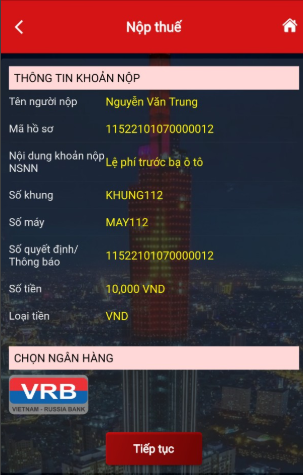 Nộp thuế
THÔNG TIN KHOẢN NỘP
Tên người nộp Nguyễn Văn Trung
Mã hồ sơ 11522101070000012
Nội dung khoản nộp
NSNN Lệ phí trước bạ ô tô
Số khung KHUNG112
Số máy MAY112
Số quyết định/
Thông báo 11522101070000012
Số tiền 10,000 VND
Loại tiền VND
CHỌN NGÂN HÀNG
VRB
VIETNAM - RUSSIA BANK
Tiếp tục